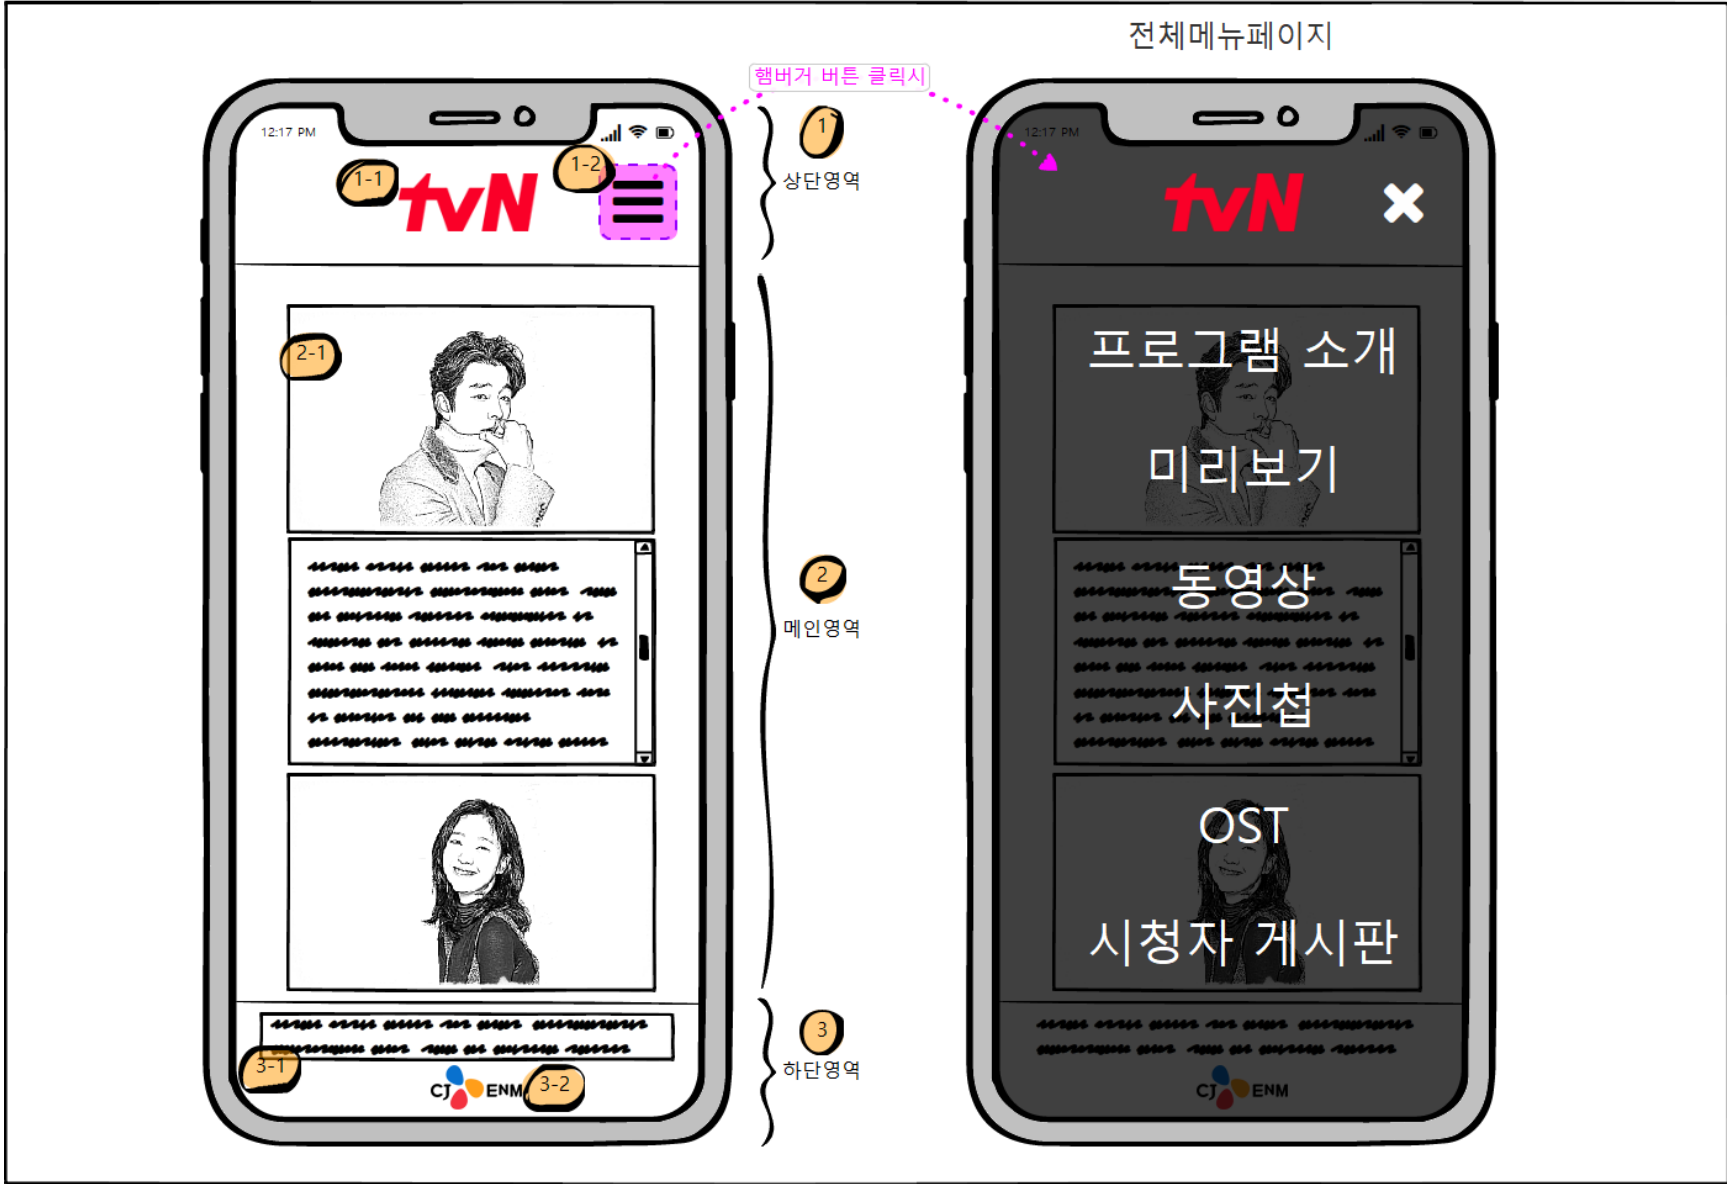 전체메뉴페이지
햄버거 버튼 클릭시
12:17 PM
1-1
tvN
1-2
1
상단영역
2-1
2
메인영역
3
하단영역
3-1
CJ ENM
3-2
12:17 PM
tvN
프로그램 소개
미리보기
동영상
사진첩
OST
시청자 게시판
CJ ENM